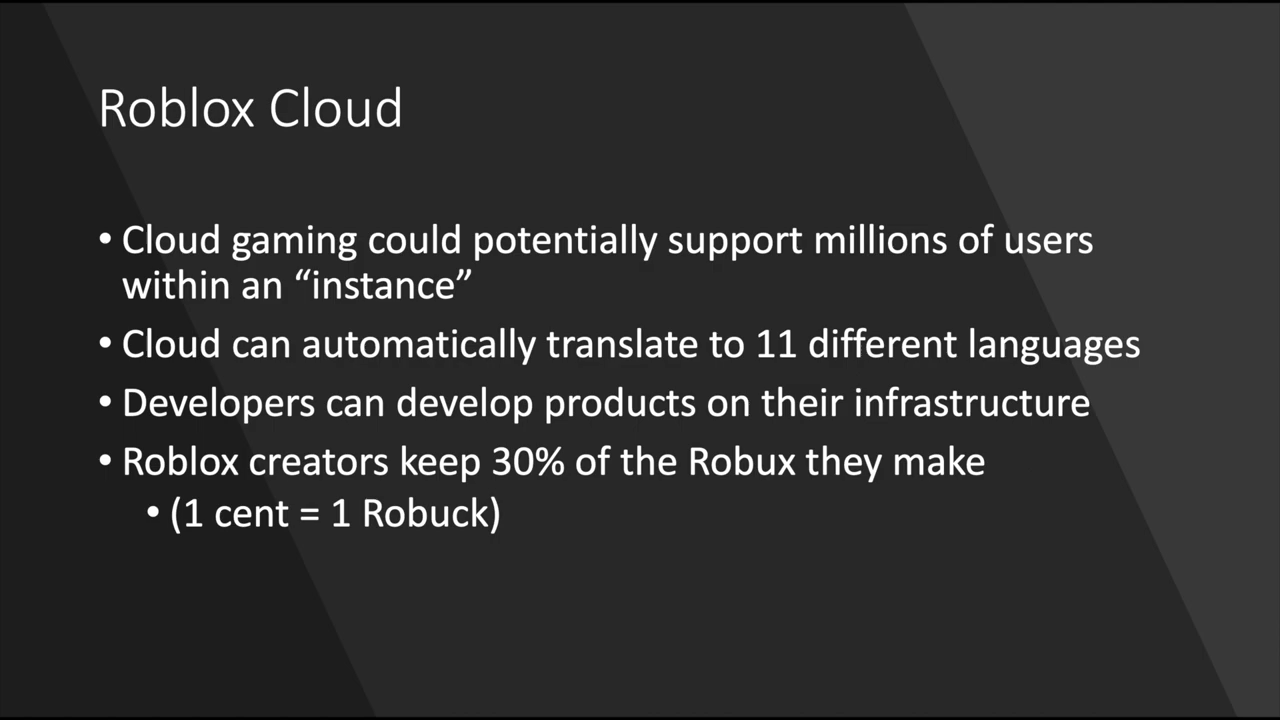 Roblox Cloud
• Cloud gaming could potentially support millions of users
within an “instance”
• Cloud can automatically translate to 11 different languages
• Developers can develop products on their infrastructure
• Roblox creators keep 30% of the Robux they make
• (1 cent = 1 Robuck)